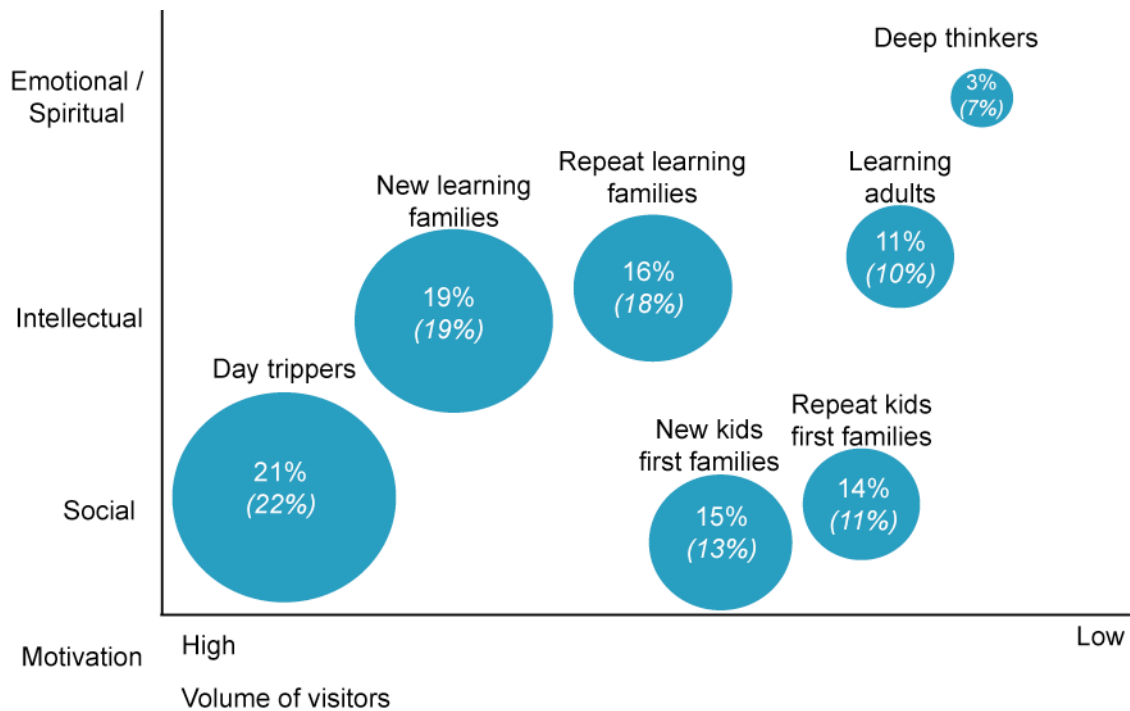 Deep thinkers
Emotional /
Spiritual
3%
(7%)
Repeat learning
families
Learning
adults
New learning
families
11%
(10%)
16%
(18%)
19%
(19%)
Intellectual
Day trippers
Repeat kids
first families
New kids
first families
21%
(22%)
14%
(11%)
Social
15%
(13%)
Motivation
High
Low
Volume of visitors